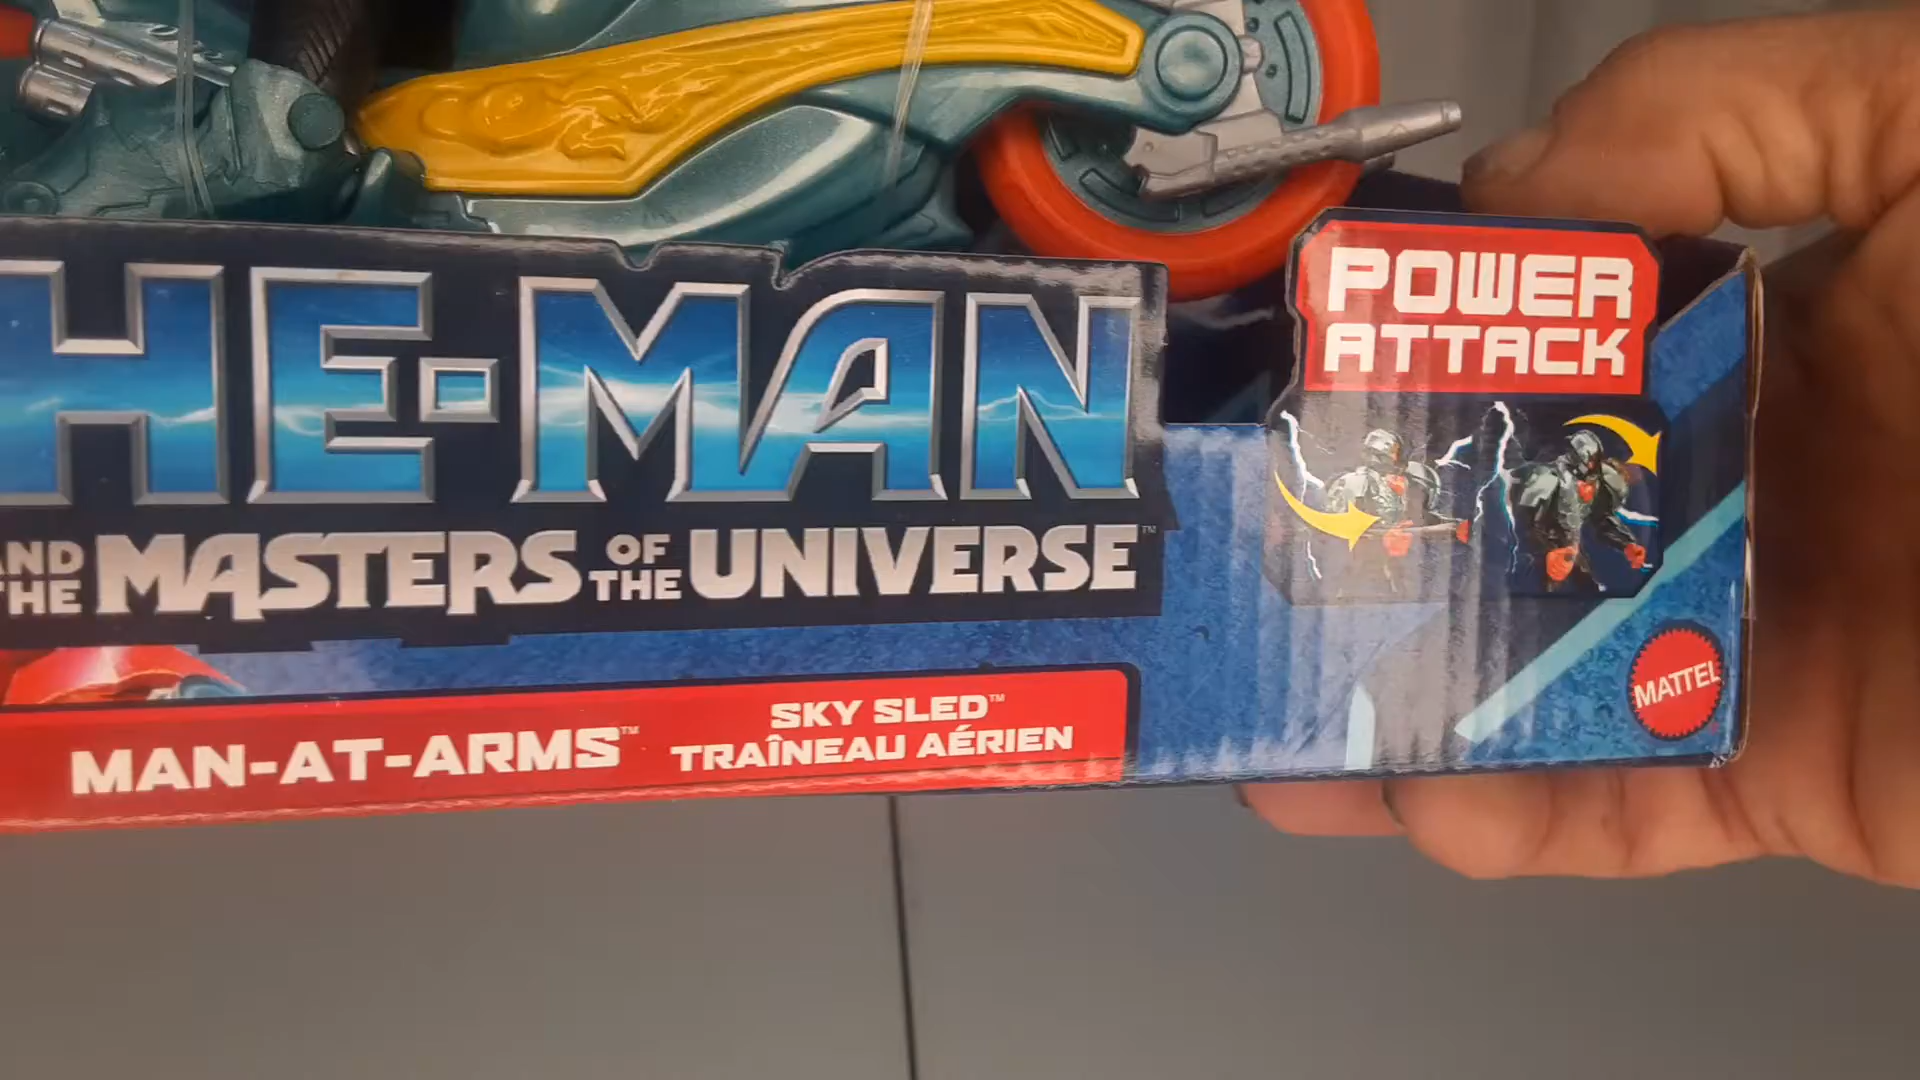 HE-MAN
AND THE MASTERS OF THE UNIVERSE™
POWER
ATTACK
MAN-AT-ARMS™
SKY SLED™
TRAÎNEAU AÉRIEN
MATTEL